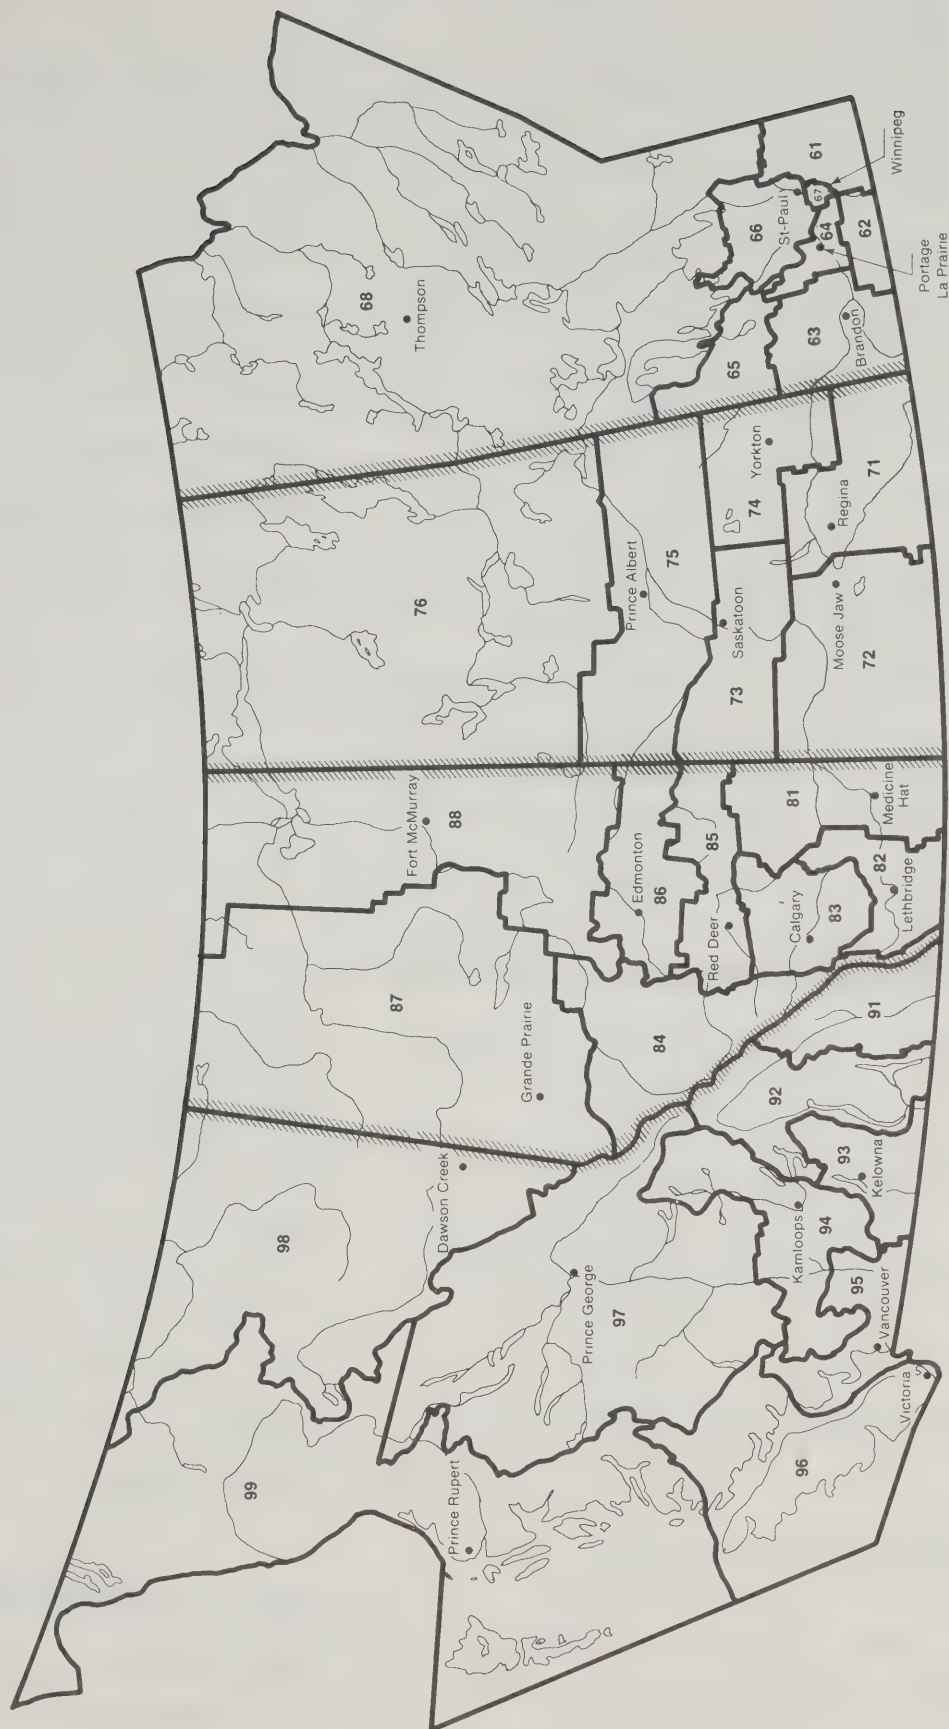 68
Thompson
66
St-Paul
61
67
Winnipeg
64
62
Portage
La Prairie
65
63
Brandon
76
75
Prince Albert
74
Yorkton
71
Regina
73
Saskatoon
72
Moose Jaw
88
Fort McMurray
86
Edmonton
85
Red Deer
81
Medicine
Hat
82
Lethbridge
83
Calgary
84
87
Grande Prairie
91
92
93
Kelowna
94
Kamloops
95
Vancouver
98
Dawson Creek
97
Prince George
99
Prince Rupert
96
Victoria